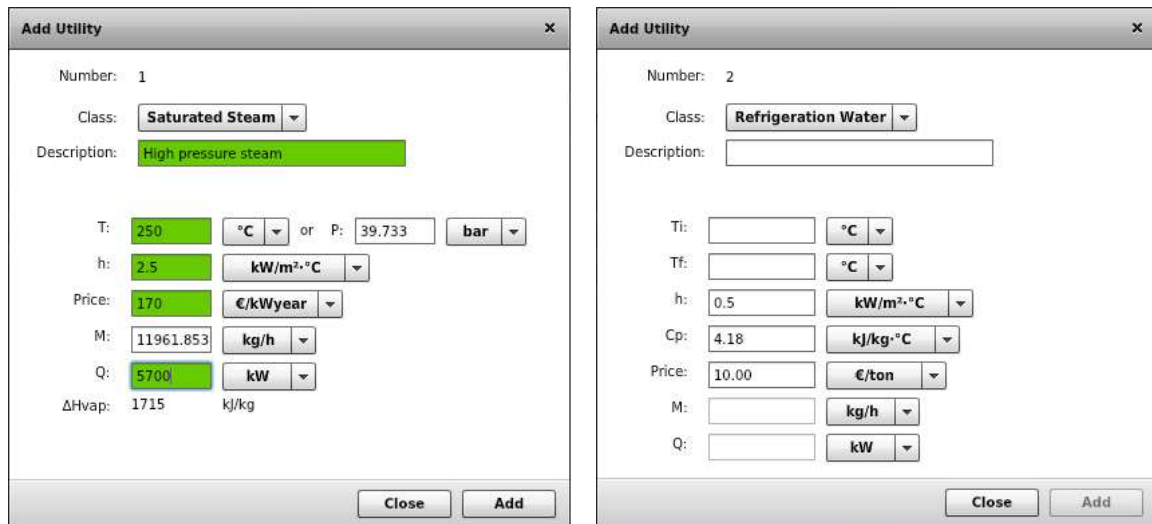 Add Utility ×
Number: 1
Class: Saturated Steam
Description: High pressure steam
T: 250 °C or P: 39.733 bar
h: 2.5 kW/m²·°C
Price: 170 €/kWyear
M: 11961.853 kg/h
Q: 5700 kW
ΔHvap: 1715 kJ/kg
Close Add
Add Utility ×
Number: 2
Class: Refrigeration Water
Description:
Ti: °C
Tf: °C
h: 0.5 kW/m²·°C
Cp: 4.18 kJ/kg·°C
Price: 10.00 €/ton
M: kg/h
Q: kW
Close Add